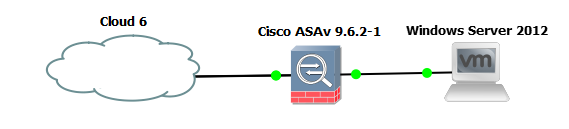 Cloud 6
Cisco ASAv 9.6.2-1
Windows Server 2012
vm